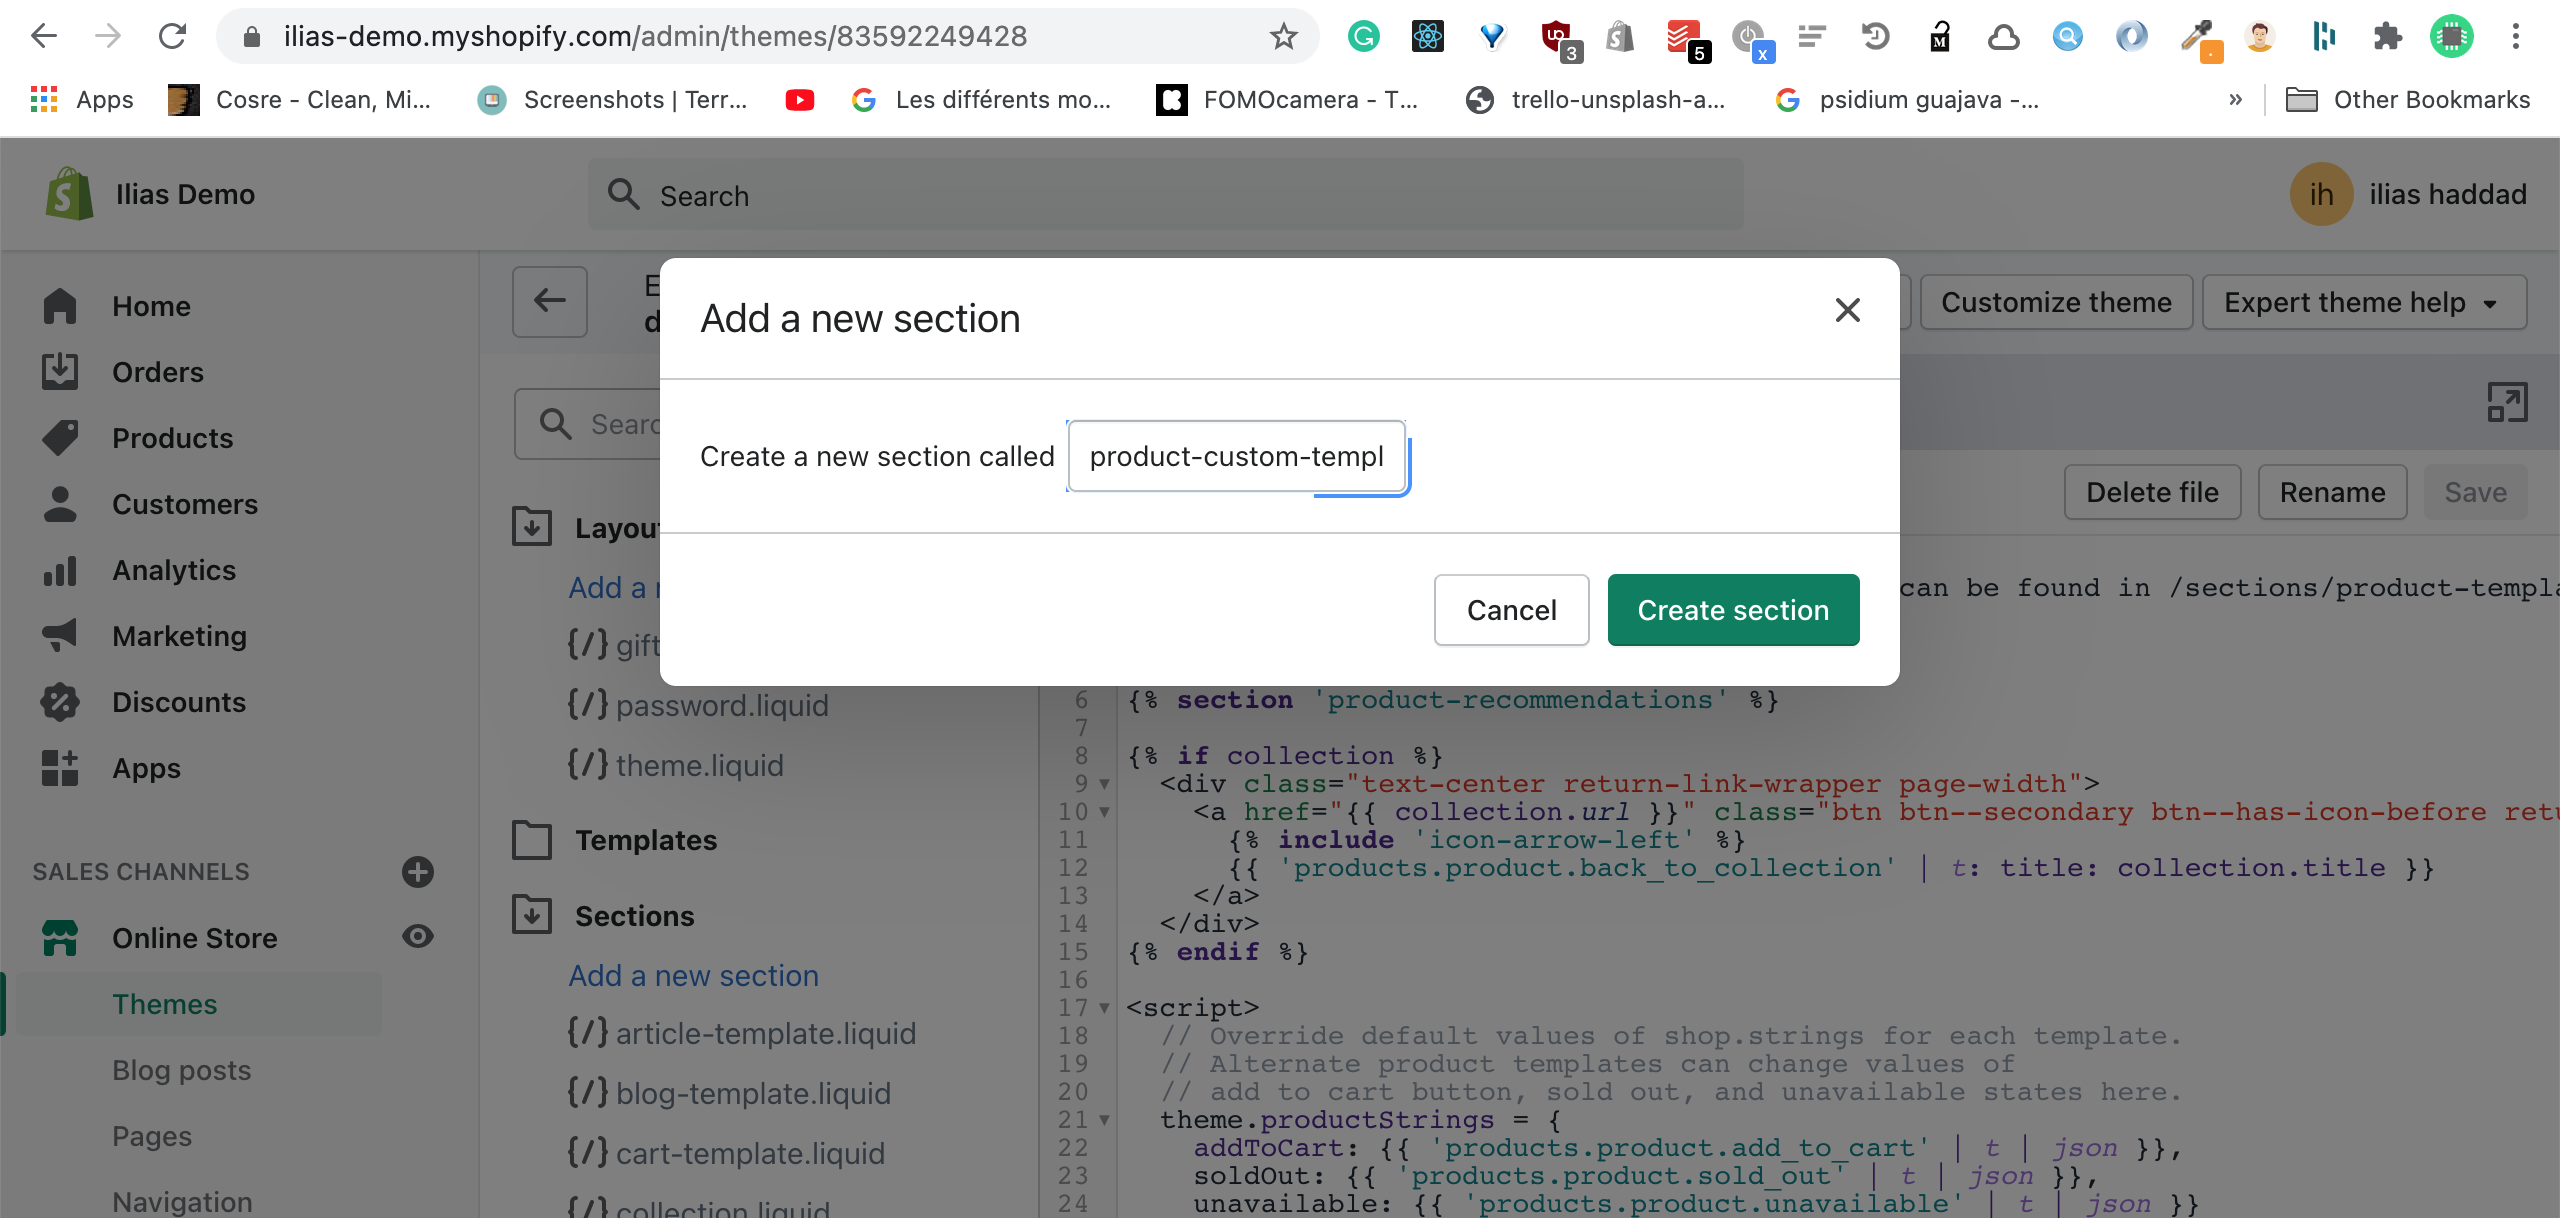 ilias-demo.myshopify.com/admin/themes/83592249428
3
5
x
M
Apps
Cosre - Clean, Mi...
Screenshots | Terr...
Les différents mo...
FOMOcamera - T...
trello-unsplash-a...
psidium guajava -...
»
Other Bookmarks
Ilias Demo
Search
ih
ilias haddad
Home
Orders
Products
Customers
Analytics
Marketing
Discounts
Apps
SALES CHANNELS
Online Store
Themes
Blog posts
Pages
Navigation
Customize theme
Expert theme help
Add a new section
Create a new section called product-custom-templ
Cancel
Create section
Delete file
Rename
Save
Layou
Add a
{/} gift
{/} password.liquid
{/} theme.liquid
Templates
Sections
Add a new section
{/} article-template.liquid
{/} blog-template.liquid
{/} cart-template.liquid
{/} collection.liquid
can be found in /sections/product-templa
6 {% section 'product-recommendations' %}
7
8 {% if collection %}
9 <div class="text-center return-link-wrapper page-width">
10 <a href="{{ collection.url }}" class="btn btn--secondary btn--has-icon-before retu
11 {% include 'icon-arrow-left' %}
12 {{ 'products.product.back_to_collection' | t: title: collection.title }}
13 </a>
14 </div>
15 {% endif %}
16
17 <script>
18 // Override default values of shop.strings for each template.
19 // Alternate product templates can change values of
20 // add to cart button, sold out, and unavailable states here.
21 theme.productStrings = {
22 addToCart: {{ 'products.product.add_to_cart' | t | json }},
23 soldOut: {{ 'products.product.sold_out' | t | json }},
24 unavailable: {{ 'products.product.unavailable' | t | json }}